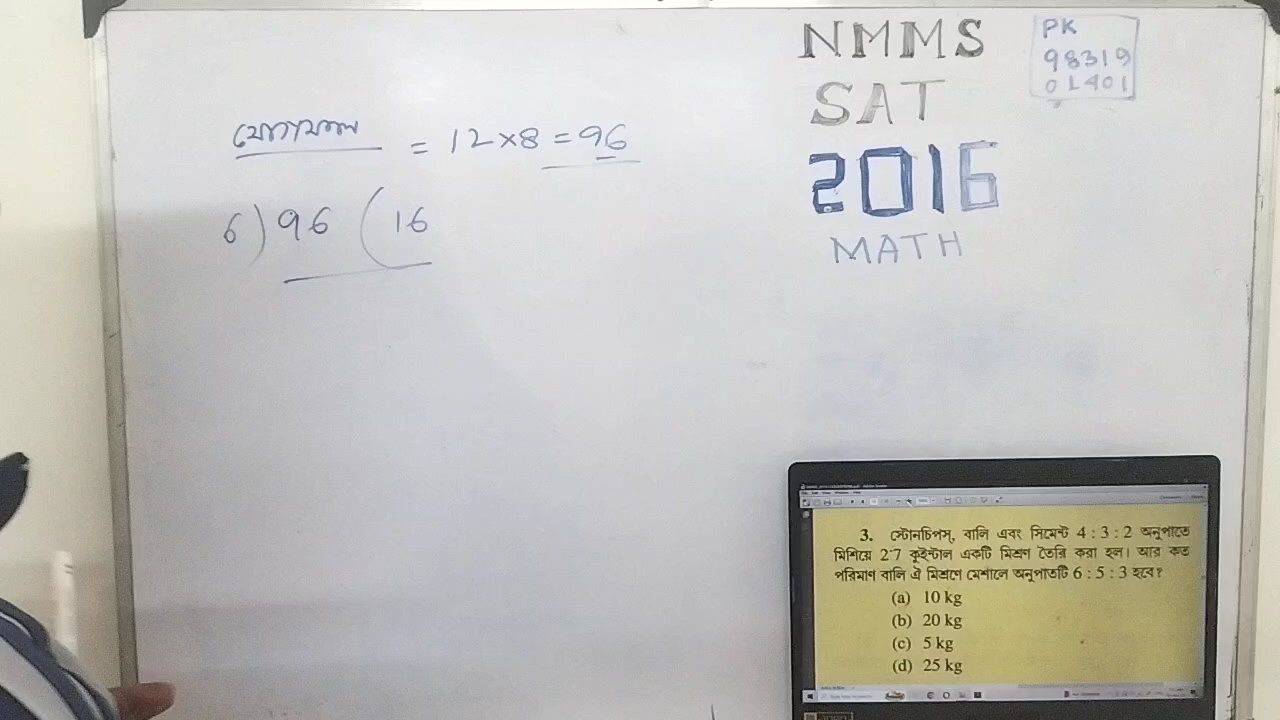 যোগফল = 12 × 8 = 96
6 ) 96 ( 16
NMMS
SAT
2016
MATH
PK
98319
01401
3. স্টোনচিপস্, বালি এবং সিমেন্ট 4 : 3 : 2 অনুপাতে
মিশিয়ে 2·7 কুইন্টাল একটি মিশ্রণ তৈরি করা হল। আর কত
পরিমাণ বালি ঐ মিশ্রণে মেশালে অনুপাতটি 6 : 5 : 3 হবে?
(a) 10 kg
(b) 20 kg
(c) 5 kg
(d) 25 kg